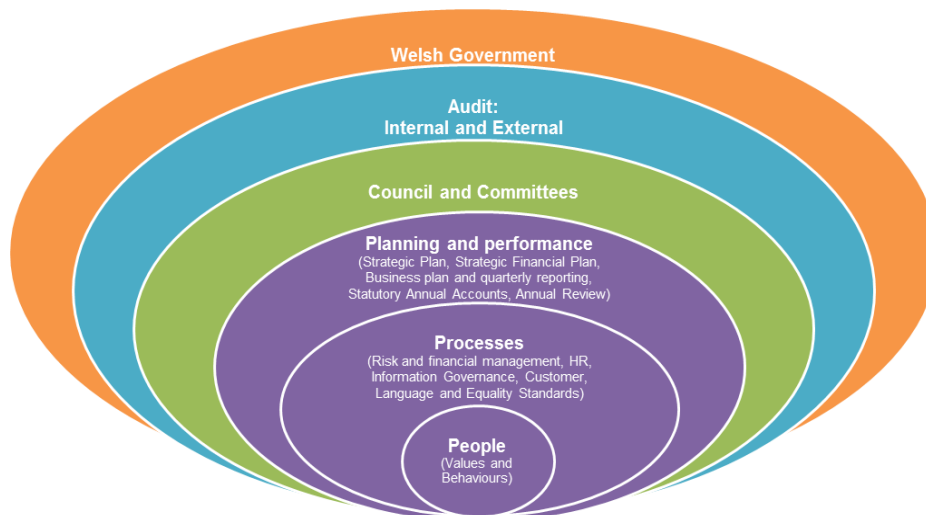 Welsh Government
Audit:
Internal and External
Council and Committees
Planning and performance
(Strategic Plan, Strategic Financial Plan,
Business plan and quarterly reporting,
Statutory Annual Accounts, Annual Review)
Processes
(Risk and financial management, HR,
Information Governance, Customer,
Language and Equality Standards)
People
(Values and
Behaviours)